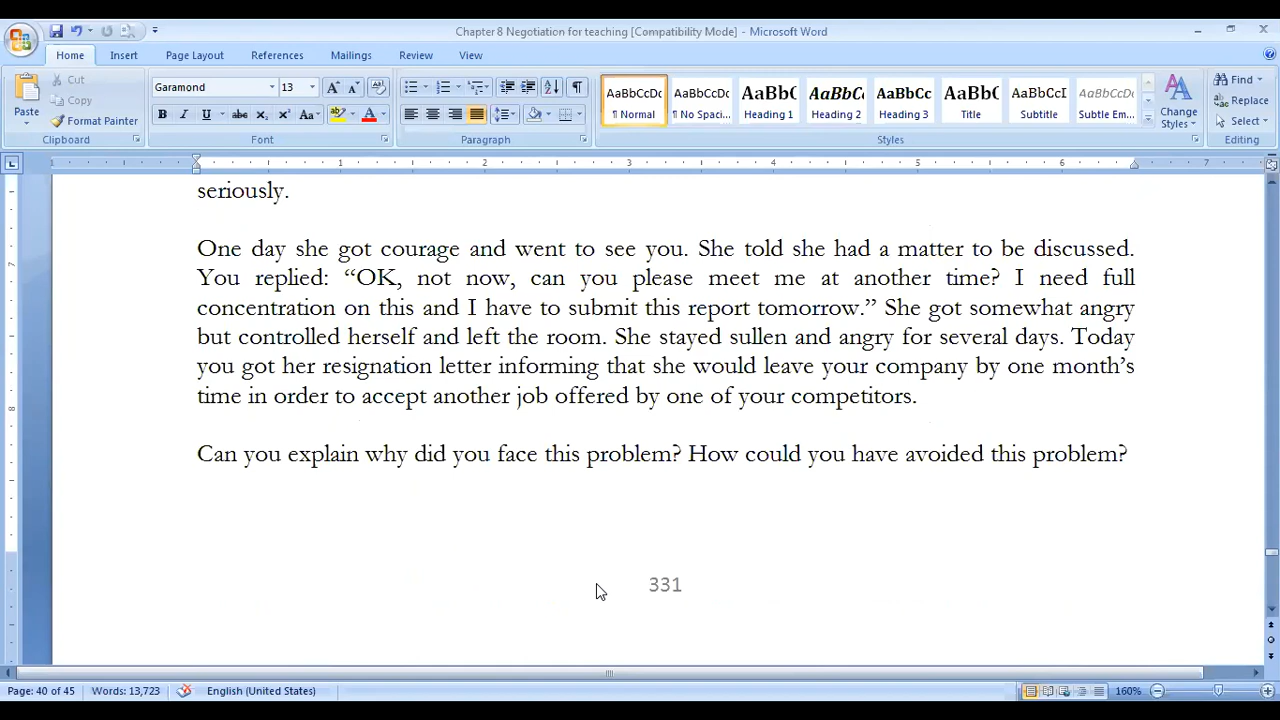 Chapter 8 Negotiation for teaching [Compatibility Mode] - Microsoft Word
Home Insert Page Layout References Mailings Review View
Paste
Cut
Copy
Format Painter
Clipboard
Garamond 13
Font
Paragraph
AaBbCcDc AaBbCcDc AaBbC AaBbCc AaBbCc AaBbC AaBbCcI AaBbCcDc
¶ Normal ¶ No Spaci... Heading 1 Heading 2 Heading 3 Title Subtitle Subtle Em...
Change Styles
Styles
Find
Replace
Select
Editing
1 2 3 4 5 6 7
seriously.
One day she got courage and went to see you. She told she had a matter to be discussed.
You replied: “OK, not now, can you please meet me at another time? I need full
concentration on this and I have to submit this report tomorrow.” She got somewhat angry
but controlled herself and left the room. She stayed sullen and angry for several days. Today
you got her resignation letter informing that she would leave your company by one month’s
time in order to accept another job offered by one of your competitors.
Can you explain why did you face this problem? How could you have avoided this problem?
331
Page: 40 of 45 Words: 13,723 English (United States) 160%